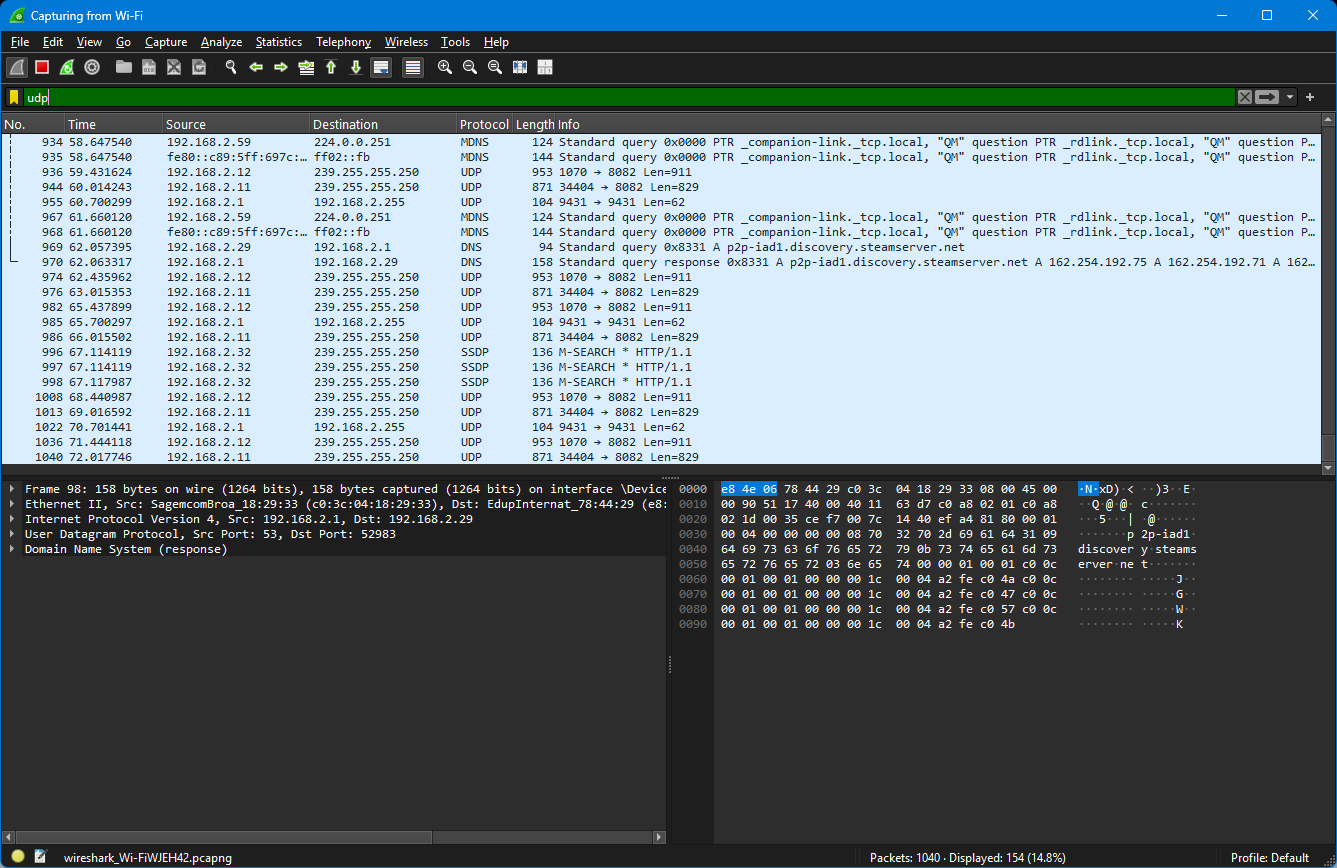 Capturing from Wi-Fi
File Edit View Go Capture Analyze Statistics Telephony Wireless Tools Help
udp
No. Time Source Destination Protocol Length Info
934 58.647540 192.168.2.59 224.0.0.251 MDNS 124 Standard query 0x0000 PTR _companion-link._tcp.local, "QM" question PTR _rdlink._tcp.local, "QM" question P…
935 58.647540 fe80::c89:5ff:697c:… ff02::fb MDNS 144 Standard query 0x0000 PTR _companion-link._tcp.local, "QM" question PTR _rdlink._tcp.local, "QM" question P…
936 59.431624 192.168.2.12 239.255.255.250 UDP 953 1070 → 8082 Len=911
944 60.014243 192.168.2.11 239.255.255.250 UDP 871 34404 → 8082 Len=829
955 60.700299 192.168.2.1 192.168.2.255 UDP 104 9431 → 9431 Len=62
967 61.660120 192.168.2.59 224.0.0.251 MDNS 124 Standard query 0x0000 PTR _companion-link._tcp.local, "QM" question PTR _rdlink._tcp.local, "QM" question P…
968 61.660120 fe80::c89:5ff:697c:… ff02::fb MDNS 144 Standard query 0x0000 PTR _companion-link._tcp.local, "QM" question PTR _rdlink._tcp.local, "QM" question P…
969 62.057395 192.168.2.29 192.168.2.1 DNS 94 Standard query 0x8331 A p2p-iad1.discovery.steamserver.net
970 62.063317 192.168.2.1 192.168.2.29 DNS 158 Standard query response 0x8331 A p2p-iad1.discovery.steamserver.net A 162.254.192.75 A 162.254.192.71 A 162…
974 62.435962 192.168.2.12 239.255.255.250 UDP 953 1070 → 8082 Len=911
976 63.015353 192.168.2.11 239.255.255.250 UDP 871 34404 → 8082 Len=829
982 65.437899 192.168.2.12 239.255.255.250 UDP 953 1070 → 8082 Len=911
985 65.700297 192.168.2.1 192.168.2.255 UDP 104 9431 → 9431 Len=62
986 66.015502 192.168.2.11 239.255.255.250 UDP 871 34404 → 8082 Len=829
996 67.114119 192.168.2.32 239.255.255.250 SSDP 136 M-SEARCH * HTTP/1.1
997 67.114119 192.168.2.32 239.255.255.250 SSDP 136 M-SEARCH * HTTP/1.1
998 67.117987 192.168.2.32 239.255.255.250 SSDP 136 M-SEARCH * HTTP/1.1
1008 68.440987 192.168.2.12 239.255.255.250 UDP 953 1070 → 8082 Len=911
1013 69.016592 192.168.2.11 239.255.255.250 UDP 871 34404 → 8082 Len=829
1022 70.701441 192.168.2.1 192.168.2.255 UDP 104 9431 → 9431 Len=62
1036 71.444118 192.168.2.12 239.255.255.250 UDP 953 1070 → 8082 Len=911
1040 72.017746 192.168.2.11 239.255.255.250 UDP 871 34404 → 8082 Len=829
Frame 98: 158 bytes on wire (1264 bits), 158 bytes captured (1264 bits) on interface \Device
Ethernet II, Src: SagemcomBroa_18:29:33 (c0:3c:04:18:29:33), Dst: EdupInternat_78:44:29 (e8:
Internet Protocol Version 4, Src: 192.168.2.1, Dst: 192.168.2.29
User Datagram Protocol, Src Port: 53, Dst Port: 52983
Domain Name System (response)
0000 e8 4e 06 78 44 29 c0 3c 04 18 29 33 08 00 45 00 ·N·xD)·< ··)3··E·
0010 00 90 51 17 40 00 40 11 63 d7 c0 a8 02 01 c0 a8 ··Q·@·@· c·······
0020 02 1d 00 35 ce f7 00 7c 14 40 ef a4 81 80 00 01 ···5···| ·@······
0030 00 04 00 00 00 00 08 70 32 70 2d 69 61 64 31 09 ·······p 2p-iad1·
0040 64 69 73 63 6f 76 65 72 79 0b 73 74 65 61 6d 73 discover y·steams
0050 65 72 76 65 72 03 6e 65 74 00 00 01 00 01 c0 0c erver·ne t·······
0060 00 01 00 01 00 00 00 1c 00 04 a2 fe c0 4a c0 0c ········ ·····J··
0070 00 01 00 01 00 00 00 1c 00 04 a2 fe c0 47 c0 0c ········ ·····G··
0080 00 01 00 01 00 00 00 1c 00 04 a2 fe c0 57 c0 0c ········ ·····W··
0090 00 01 00 01 00 00 00 1c 00 04 a2 fe c0 4b ········ ·····K
wireshark_Wi-FiWJEH42.pcapng Packets: 1040 · Displayed: 154 (14.8%) Profile: Default